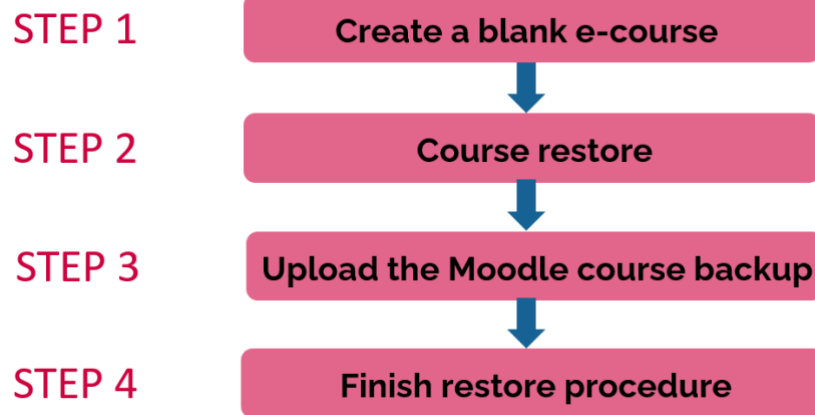 STEP 1 Create a blank e-course
STEP 2 Course restore
STEP 3 Upload the Moodle course backup
STEP 4 Finish restore procedure